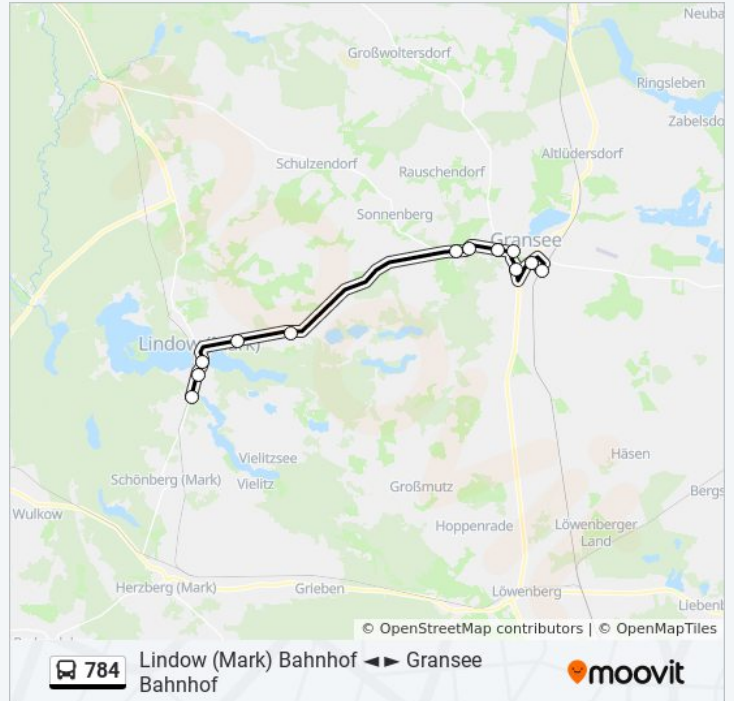 Neuba
Großwoltersdorf
Ringsleben
Zabelsdo
Altlüdersdorf
Schulzendorf
Rauschendorf
Sonnenberg
Gransee
Lindow (Mark)
Häsen
Vielitzsee
Schönberg (Mark)
Vielitz
Großmutz
Bergs
Wulkow
Hoppenrade
Löwenberger
Land
Herzberg (Mark)
Grieben
Löwenberg
Liebenb
© OpenStreetMap contributors | © OpenMapTiles
784
Lindow (Mark) Bahnhof ◄ ► Gransee
Bahnhof
moovit